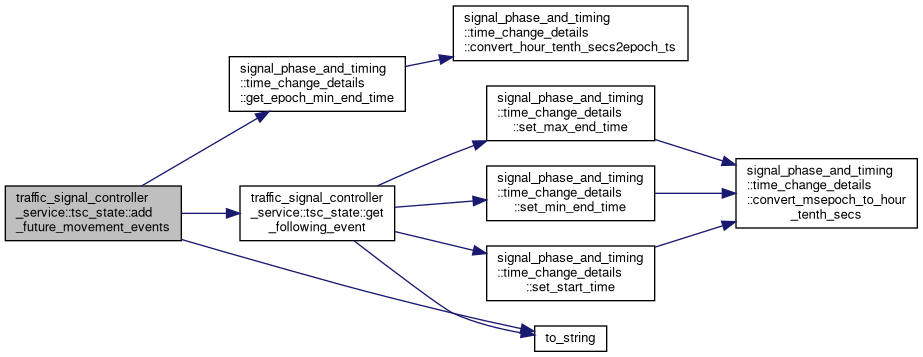 signal_phase_and_timing
::time_change_details
::convert_hour_tenth_secs2epoch_ts
signal_phase_and_timing
::time_change_details
::get_epoch_min_end_time
signal_phase_and_timing
::time_change_details
::set_max_end_time
traffic_signal_controller
_service::tsc_state::add
_future_movement_events
traffic_signal_controller
_service::tsc_state::get
_following_event
signal_phase_and_timing
::time_change_details
::set_min_end_time
signal_phase_and_timing
::time_change_details
::convert_msepoch_to_hour
_tenth_secs
signal_phase_and_timing
::time_change_details
::set_start_time
to_string